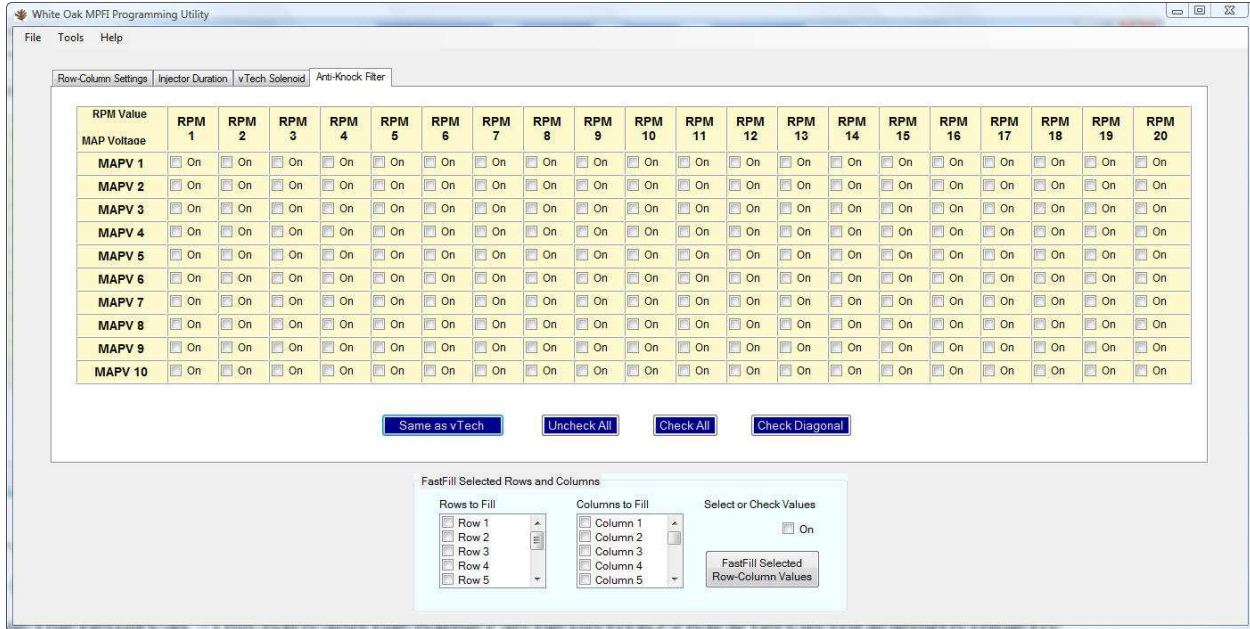 White Oak MPFI Programming Utility
File Tools Help
Row-Column Settings Injector Duration vTech Solenoid Anti-Knock Filter
RPM Value
MAP Voltage
RPM 1 RPM 2 RPM 3 RPM 4 RPM 5 RPM 6 RPM 7 RPM 8 RPM 9 RPM 10 RPM 11 RPM 12 RPM 13 RPM 14 RPM 15 RPM 16 RPM 17 RPM 18 RPM 19 RPM 20
MAPV 1 On On On On On On On On On On On On On On On On On On On On
MAPV 2 On On On On On On On On On On On On On On On On On On On On
MAPV 3 On On On On On On On On On On On On On On On On On On On On
MAPV 4 On On On On On On On On On On On On On On On On On On On On
MAPV 5 On On On On On On On On On On On On On On On On On On On On
MAPV 6 On On On On On On On On On On On On On On On On On On On On
MAPV 7 On On On On On On On On On On On On On On On On On On On On
MAPV 8 On On On On On On On On On On On On On On On On On On On On
MAPV 9 On On On On On On On On On On On On On On On On On On On On
MAPV 10 On On On On On On On On On On On On On On On On On On On On
Same as vTech Uncheck All Check All Check Diagonal
FastFill Selected Rows and Columns
Rows to Fill Columns to Fill Select or Check Values
Row 1 Column 1 On
Row 2 Column 2
Row 3 Column 3
Row 4 Column 4
Row 5 Column 5
FastFill Selected
Row-Column Values